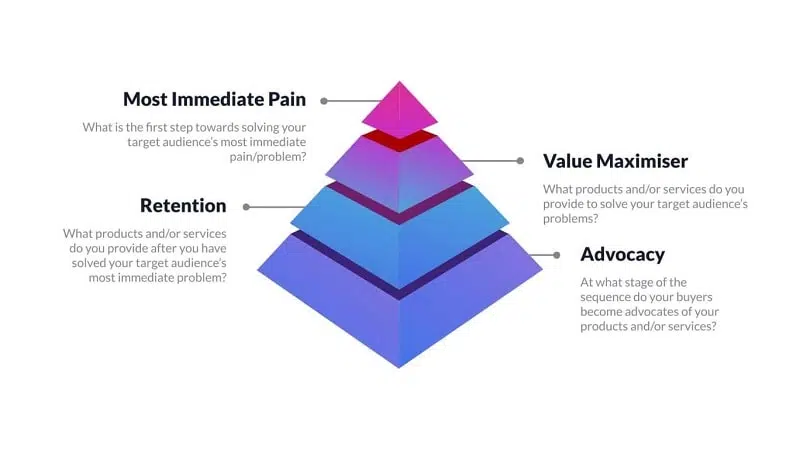 Most Immediate Pain
What is the first step towards solving your
target audience's most immediate
pain/problem?
Value Maximiser
What products and/or services do you
provide to solve your target audience's
problems?
Retention
What products and/or services
do you provide after you have
solved your target audience's
most immediate problem?
Advocacy
At what stage of the
sequence do your buyers
become advocates of your
products and/or services?